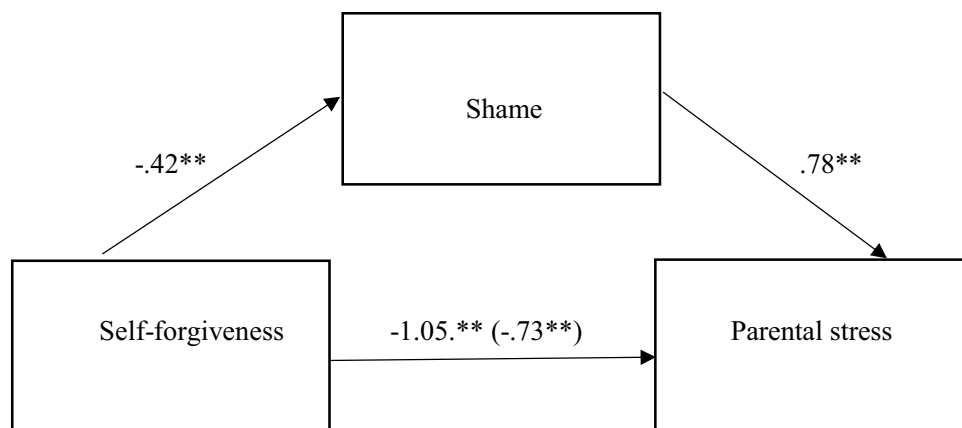 Shame
-.42**
.78**
Self-forgiveness
-1.05.** (-.73**)
Parental stress